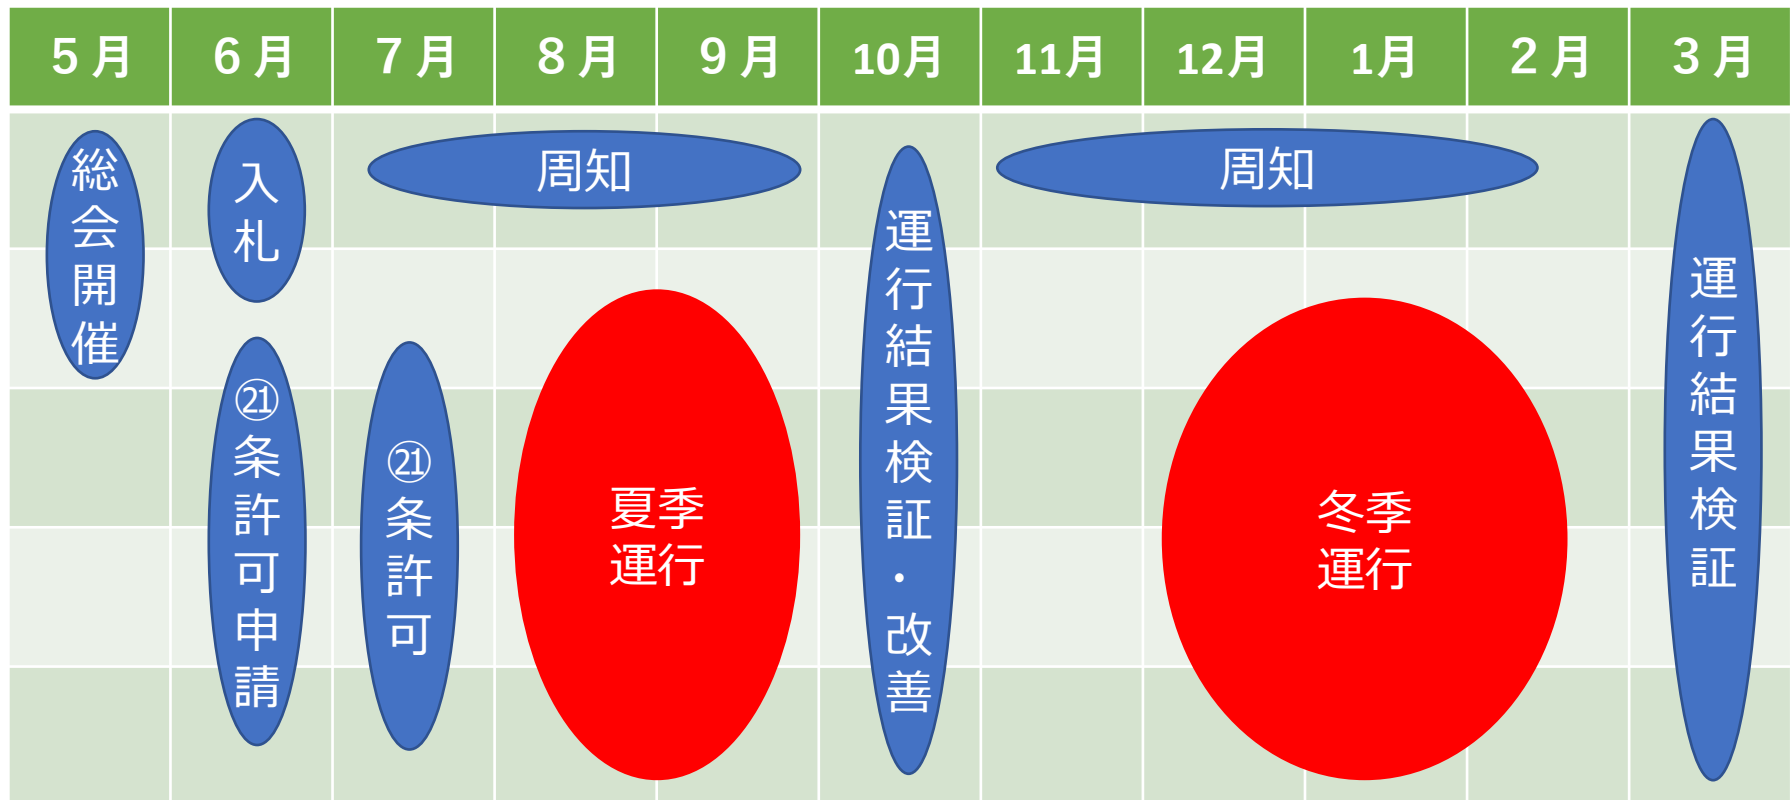 5月
6月
7月
8月
9月
10月
11月
12月
1月
2月
3月
総会開催
入札
㉑条許可申請
周知
㉑条許可
夏季
運行
運行結果検証・改善
周知
冬季
運行
運行結果検証